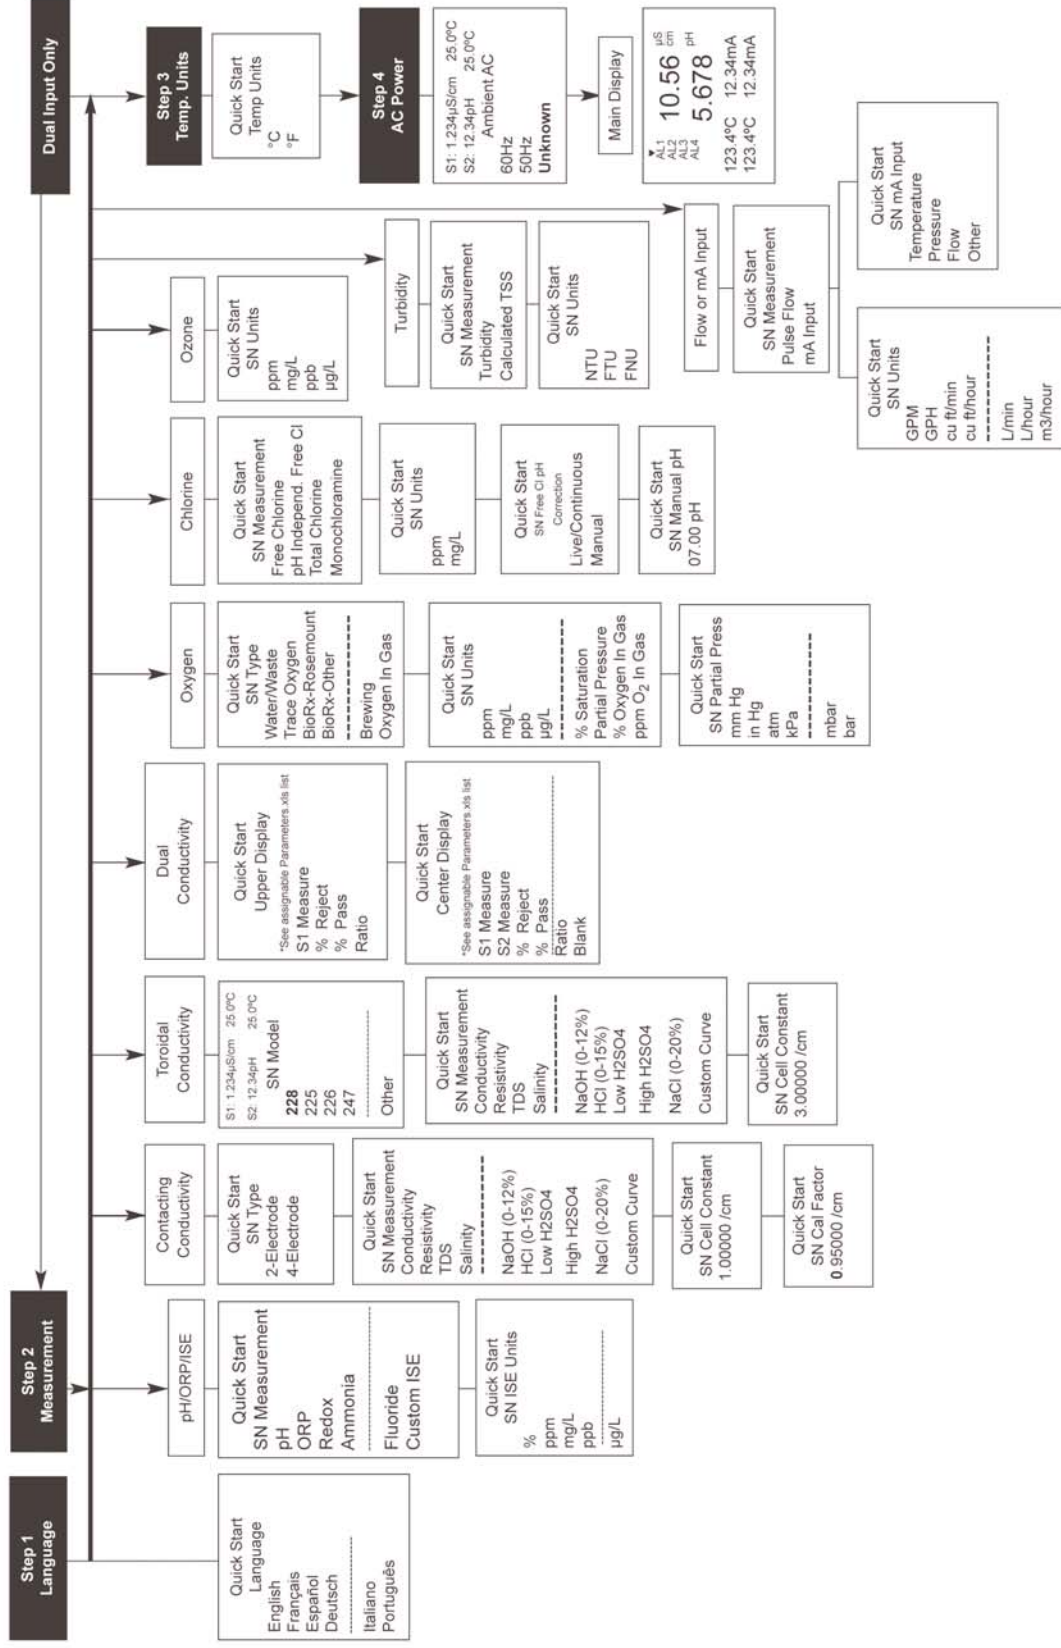 Step 1
Language
Quick Start
Language
English
Français
Español
Deutsch
Italiano
Português
Step 2
Measurement
pH/ORP/ISE
Quick Start
SN Measurement
pH
ORP
Redox
Ammonia
Fluoride
Custom ISE
Quick Start
SN ISE Units
%
ppm
mg/L
ppb
µg/L
Contacting
Conductivity
Quick Start
SN Type
2-Electrode
4-Electrode
Quick Start
SN Measurement
Conductivity
Resistivity
TDS
Salinity
NaOH (0-12%)
HCl (0-15%)
Low H2SO4
High H2SO4
NaCl (0-20%)
Custom Curve
Quick Start
SN Cell Constant
1.00000 /cm
Quick Start
SN Cal Factor
0.95000 /cm
Toroidal
Conductivity
S1: 1.234µS/cm 25.0ºC
S2: 12.34pH 25.0ºC
SN Model
228
225
226
247
Other
Quick Start
SN Measurement
Conductivity
Resistivity
TDS
Salinity
NaOH (0-12%)
HCl (0-15%)
Low H2SO4
High H2SO4
NaCl (0-20%)
Custom Curve
Quick Start
SN Cell Constant
3.00000 /cm
Dual
Conductivity
Quick Start
Upper Display
*See assignable Parameters.xls list
S1 Measure
% Reject
% Pass
Ratio
Quick Start
Center Display
*See assignable Parameters.xls list
S1 Measure
S2 Measure
% Reject
% Pass
Ratio
Blank
Oxygen
Quick Start
SN Type
Water/Waste
Trace Oxygen
BioRx-Rosemount
BioRx-Other
Brewing
Oxygen In Gas
Quick Start
SN Units
ppm
mg/L
ppb
µg/L
% Saturation
Partial Pressure
% Oxygen In Gas
ppm O2 In Gas
Quick Start
SN Partial Press
mm Hg
in Hg
atm
kPa
mbar
bar
Chlorine
Quick Start
SN Measurement
Free Chlorine
pH Independ. Free Cl
Total Chlorine
Monochloramine
Quick Start
SN Units
ppm
mg/L
Quick Start
SN Free Cl pH
Correction
Live/Continuous
Manual
Quick Start
SN Manual pH
07.00 pH
Ozone
Quick Start
SN Units
ppm
mg/L
ppb
µg/L
Turbidity
Quick Start
SN Measurement
Turbidity
Calculated TSS
Quick Start
SN Units
NTU
FTU
FNU
Flow or mA Input
Quick Start
SN Measurement
Pulse Flow
mA Input
Quick Start
SN Units
GPM
GPH
cu ft/min
cu ft/hour
L/min
L/hour
m3/hour
Quick Start
SN mA Input
Temperature
Pressure
Flow
Other
Dual Input Only
Step 3
Temp. Units
Quick Start
Temp Units
°C
°F
Step 4
AC Power
S1: 1.234µS/cm 25.0ºC
S2: 12.34pH 25.0ºC
Ambient AC
60Hz
50Hz
Unknown
Main Display
AL1
AL2
AL3
AL4
10.56 µS cm
5.678 pH
123.4ºC 12.34mA
123.4ºC 12.34mA